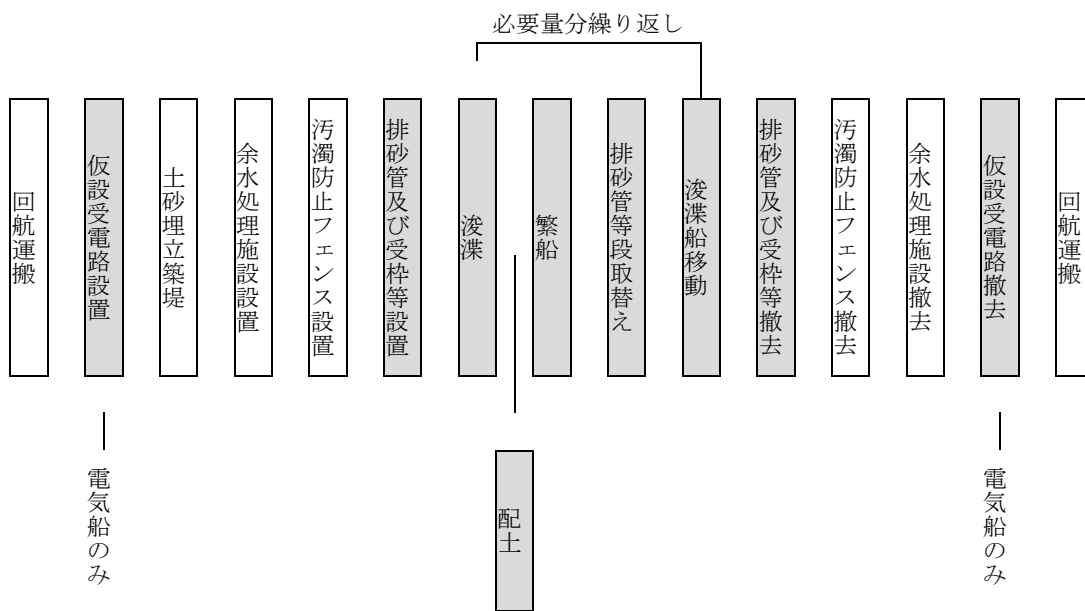 必要量分繰り返し
回航運搬
仮設受電路設置
土砂埋立築堤
余水処理施設設置
汚濁防止フェンス設置
排砂管及び受枠等設置
浚渫
繋船
排砂管等段取替え
浚渫船移動
排砂管及び受枠等撤去
汚濁防止フェンス撤去
余水処理施設撤去
仮設受電路撤去
回航運搬
電気船のみ
配土
電気船のみ